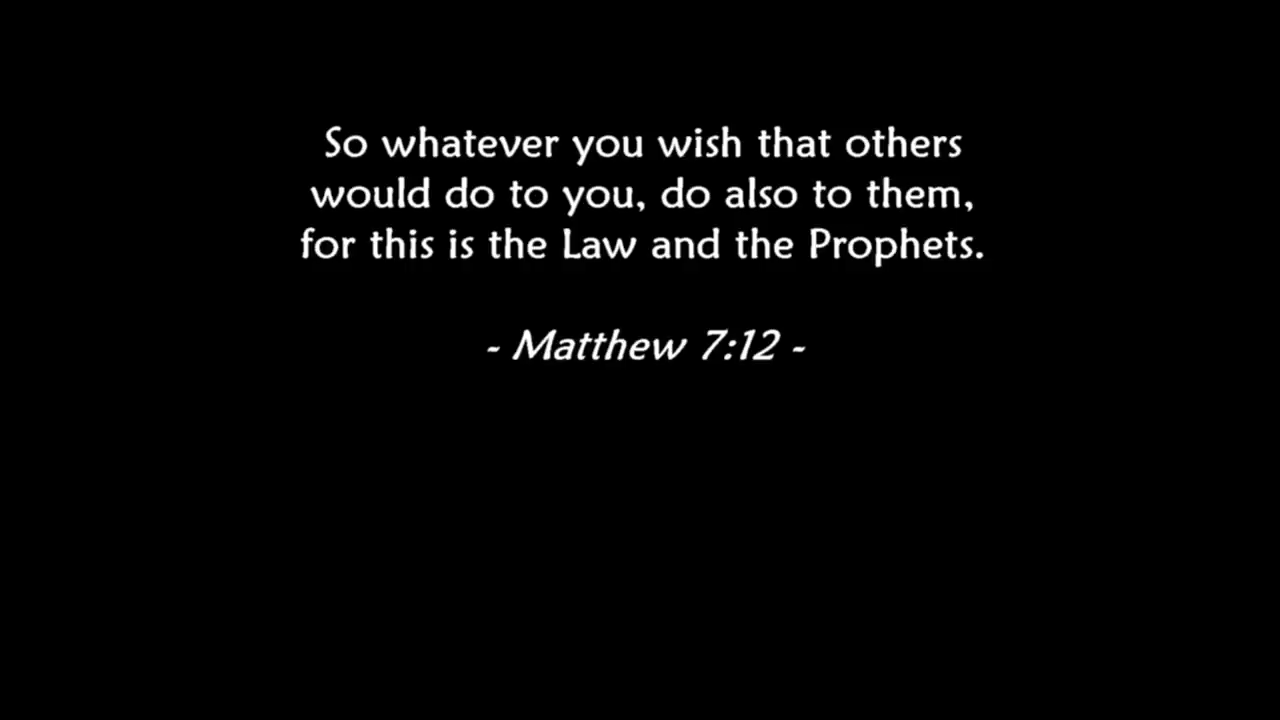 So whatever you wish that others
would do to you, do also to them,
for this is the Law and the Prophets.
- Matthew 7:12 -